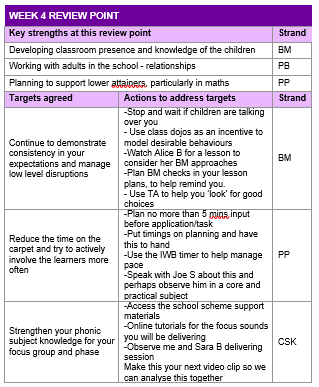 WEEK 4 REVIEW POINT
Key strengths at this review point Strand
Developing classroom presence and knowledge of the children BM
Working with adults in the school - relationships PB
Planning to support lower attainers, particularly in maths PP
Targets agreed Actions to address targets Strand
Continue to demonstrate
consistency in your
expectations and manage
low level disruptions
-Stop and wait if children are talking
over you
- Use class dojos as an incentive to
model desirable behaviours
-Watch Alice B for a lesson to
consider her BM approaches
-Plan BM checks in your lesson
plans, to help remind you.
- Use TA to help you 'look' for good
choices
BM
Reduce the time on the
carpet and try to actively
involve the learners more
often
-Plan no more than 5 mins input
before application/task
-Put timings on planning and have
this to hand
-Use the IWB timer to help manage
pace
-Speak with Joe S about this and
perhaps observe him in a core and
practical subject
PP
Strengthen your phonic
subject knowledge for your
focus group and phase
-Access the school scheme support
materials
-Online tutorials for the focus sounds
you will be delivering
-Observe me and Sara B delivering
session
Make this your next video clip so we
can analyse this together
CSK